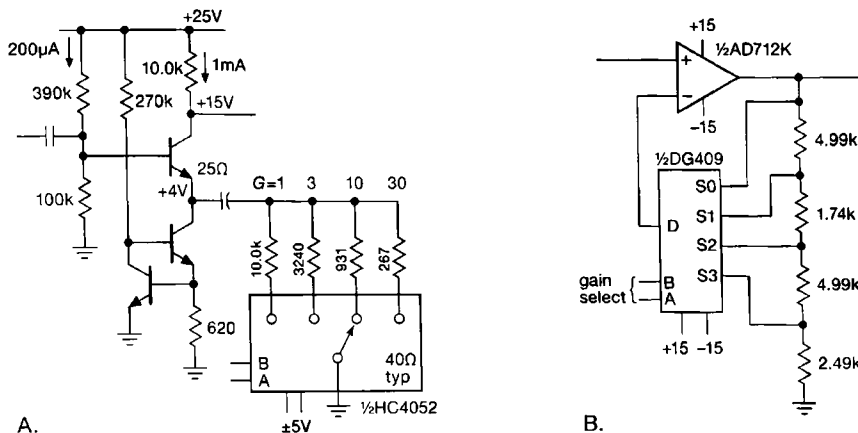 +25V
200µA
10.0k
1mA
390k
270k
+15V
25Ω
+4V
100k
G=1 3 10 30
10.0k
3240
931
267
620
B
A
40Ω
typ
½HC4052
±5V
A.
+15
½AD712K
+
−
−15
½DG409
4.99k
S0
S1
1.74k
D
S2
S3
4.99k
gain
select
B
A
+15 −15
2.49k
B.